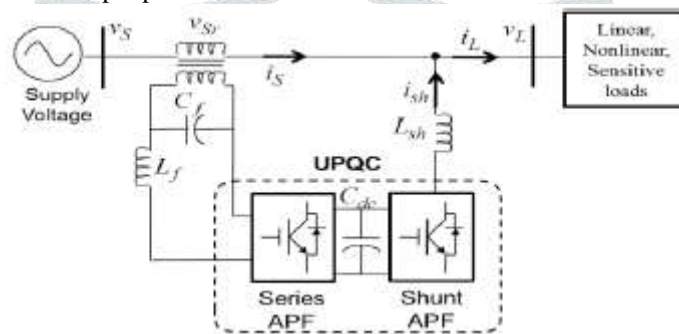 v_S
v_Sr
i_S
i_L
v_L
Linear,
Nonlinear,
Sensitive
loads
Supply
Voltage
C_f
i_sh
L_sh
L_f
UPQC
C_dc
Series
APF
Shunt
APF